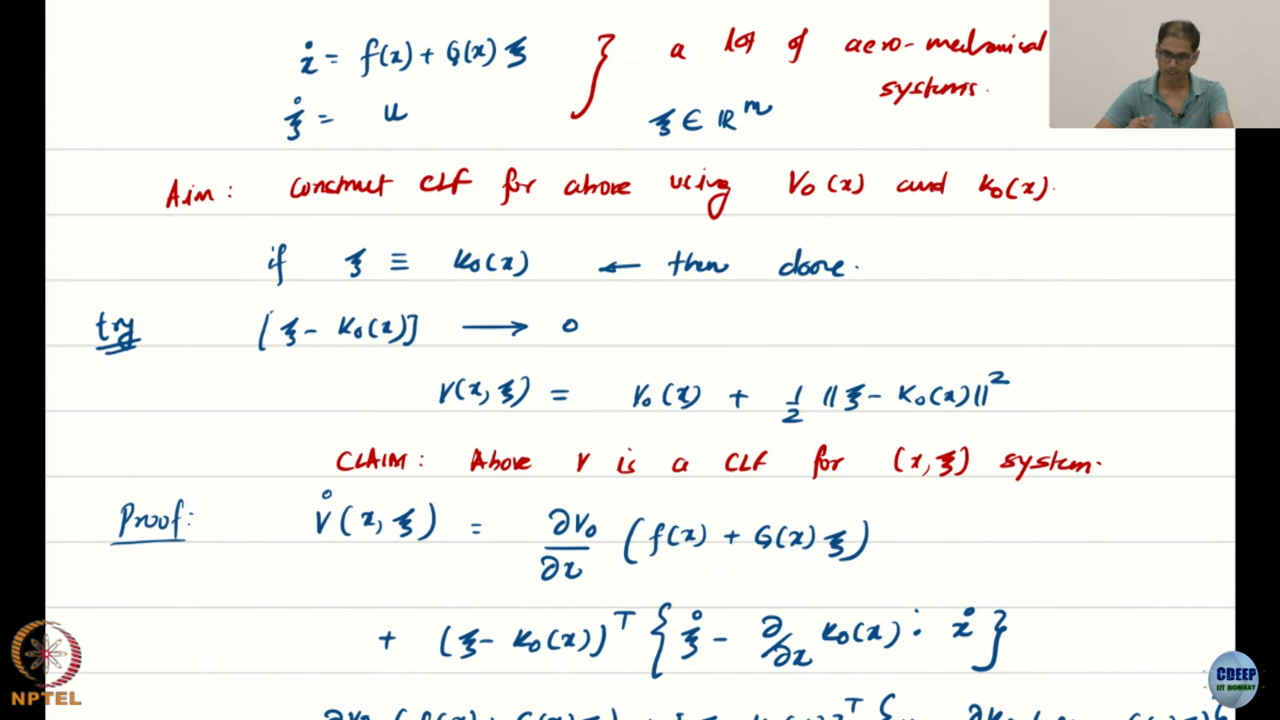 ẋ = f(x) + G(x) ξ } a lot of aero-mechanical systems.
ξ̇ = u ξ ∈ ℝᵐ
Aim: Construct CLF for above using V₀(x) and k₀(x).
if ξ ≡ k₀(x) ← then done.
try [ξ - k₀(x)] → 0
V(x, ξ) = V₀(x) + 1/2 ||ξ - k₀(x)||²
CLAIM: Above V is a CLF for (x, ξ) system.
Proof: V̇(x, ξ) = ∂V₀/∂x (f(x) + G(x) ξ)
+ (ξ - k₀(x))ᵀ { ξ̇ - ∂/∂x k₀(x) · ẋ }
NPTEL
CDEEP
IIT BOMBAY